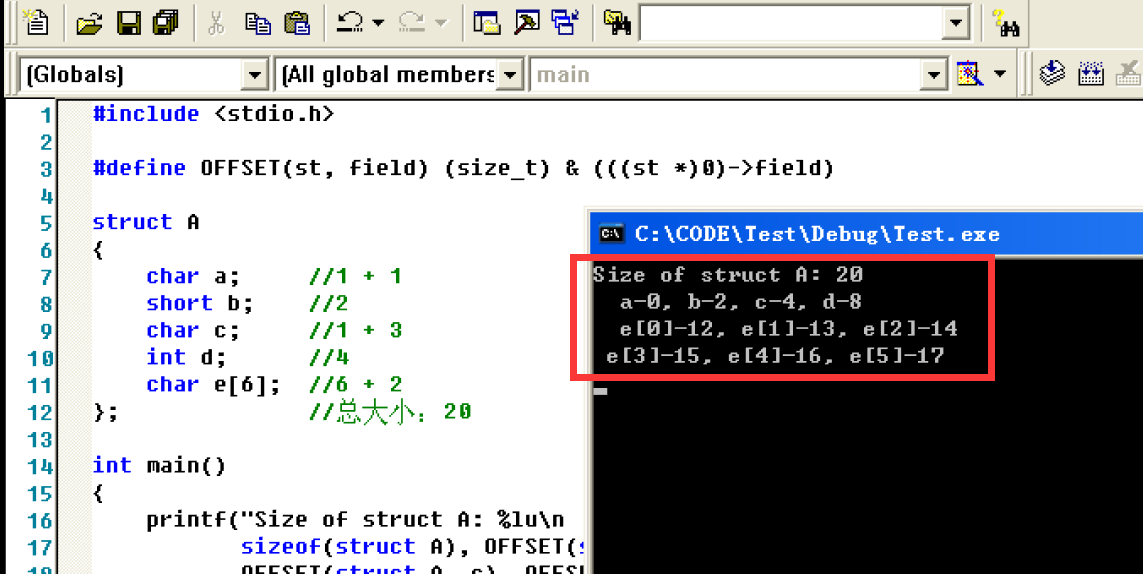 (Globals)
(All global members
main
1 #include <stdio.h>
2
3 #define OFFSET(st, field) (size_t) & (((st *)0)->field)
4
5 struct A
6 {
7 char a; //1 + 1
8 short b; //2
9 char c; //1 + 3
10 int d; //4
11 char e[6]; //6 + 2
12 }; //总大小：20
13
14 int main()
15 {
16 printf("Size of struct A: %lu\n
17 sizeof(struct A), OFFSET(s
18 OFFSET(struct A, c), OFFS
C:\CODE\Test\Debug\Test.exe
Size of struct A: 20
a-0, b-2, c-4, d-8
e[0]-12, e[1]-13, e[2]-14
e[3]-15, e[4]-16, e[5]-17